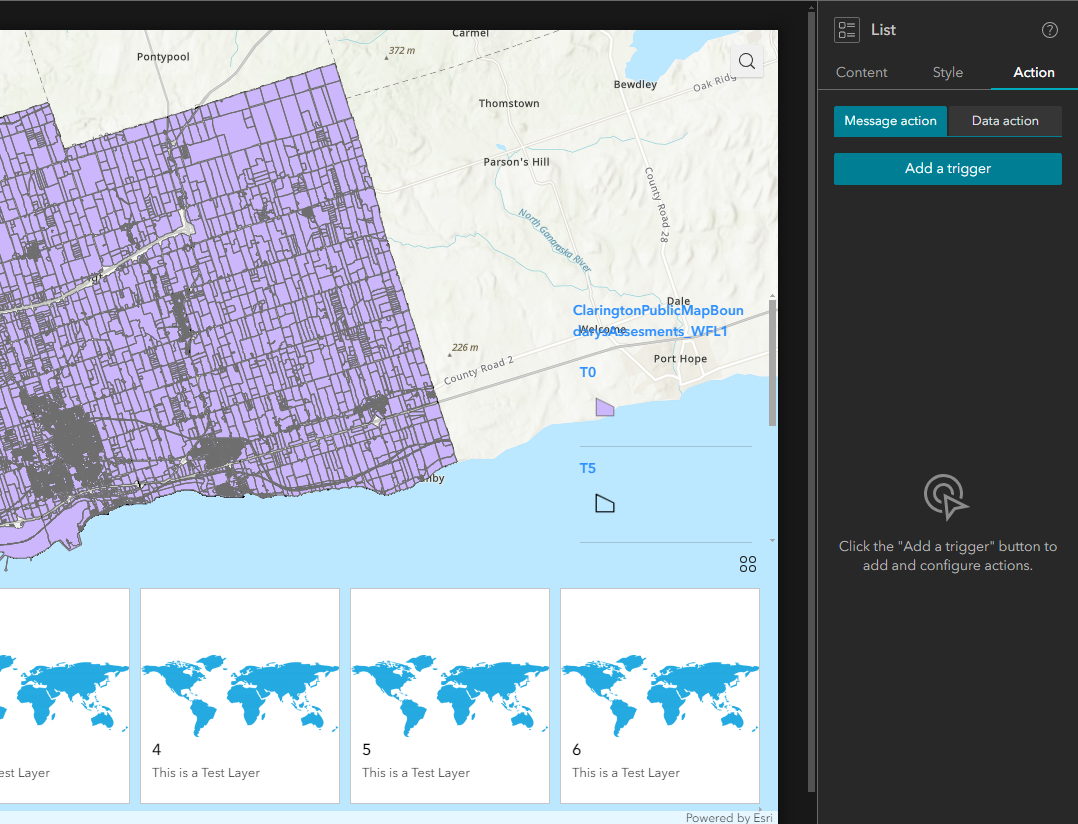 List
Content
Style
Action
Message action
Data action
Add a trigger
Click the "Add a trigger" button to
add and configure actions.
Carmel
Pontypool
372 m
Bewdley
Oak Ridg
Thomstown
Parson's Hill
County Road 28
North Ganaraska River
Dale
ClaringtonPublicMapBoun
Welcome
darysAssesments_WFL1
226 m
Port Hope
County Road 2
T0
T5
4
5
6
est Layer
This is a Test Layer
This is a Test Layer
This is a Test Layer
Powered by Esri